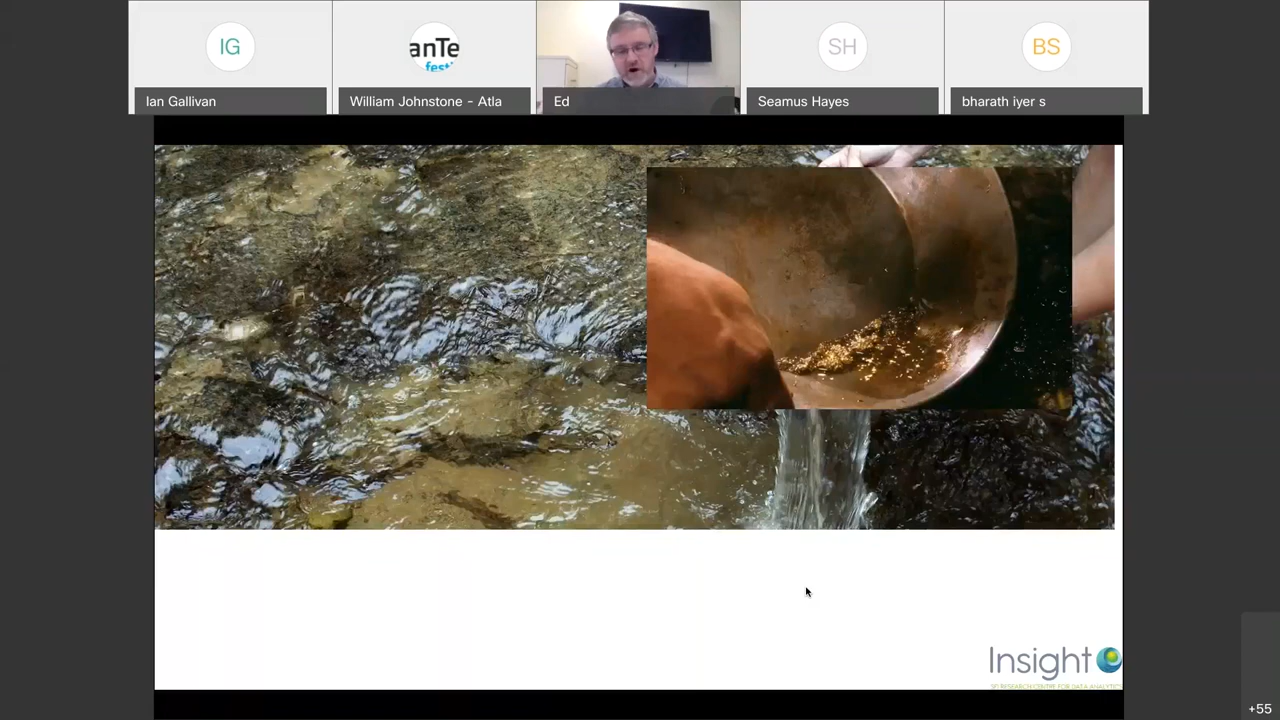 IG
anTe
fest
Ian Gallivan
William Johnstone - Atla
Ed
SH
Seamus Hayes
BS
bharath iyer s
Insight
SFI RESEARCH CENTRE FOR DATA ANALYTICS
+55